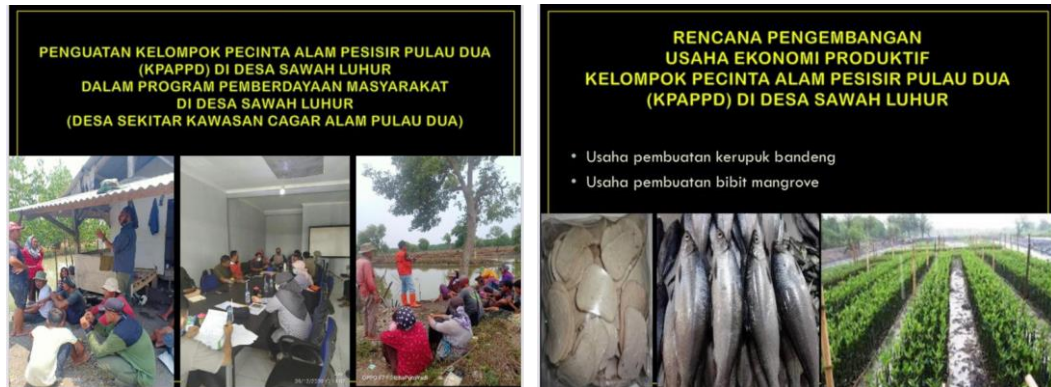 PENGUATAN KELOMPOK PECINTA ALAM PESISIR PULAU DUA
(KPAPPD) DI DESA SAWAH LUHUR
DALAM PROGRAM PEMBERDAYAAN MASYARAKAT
DI DESA SAWAH LUHUR
(DESA SEKITAR KAWASAN CAGAR ALAM PULAU DUA)
RENCANA PENGEMBANGAN
USAHA EKONOMI PRODUKTIF
KELOMPOK PECINTA ALAM PESISIR PULAU DUA
(KPAPPD) DI DESA SAWAH LUHUR
• Usaha pembuatan kerupuk bandeng
• Usaha pembuatan bibit mangrove